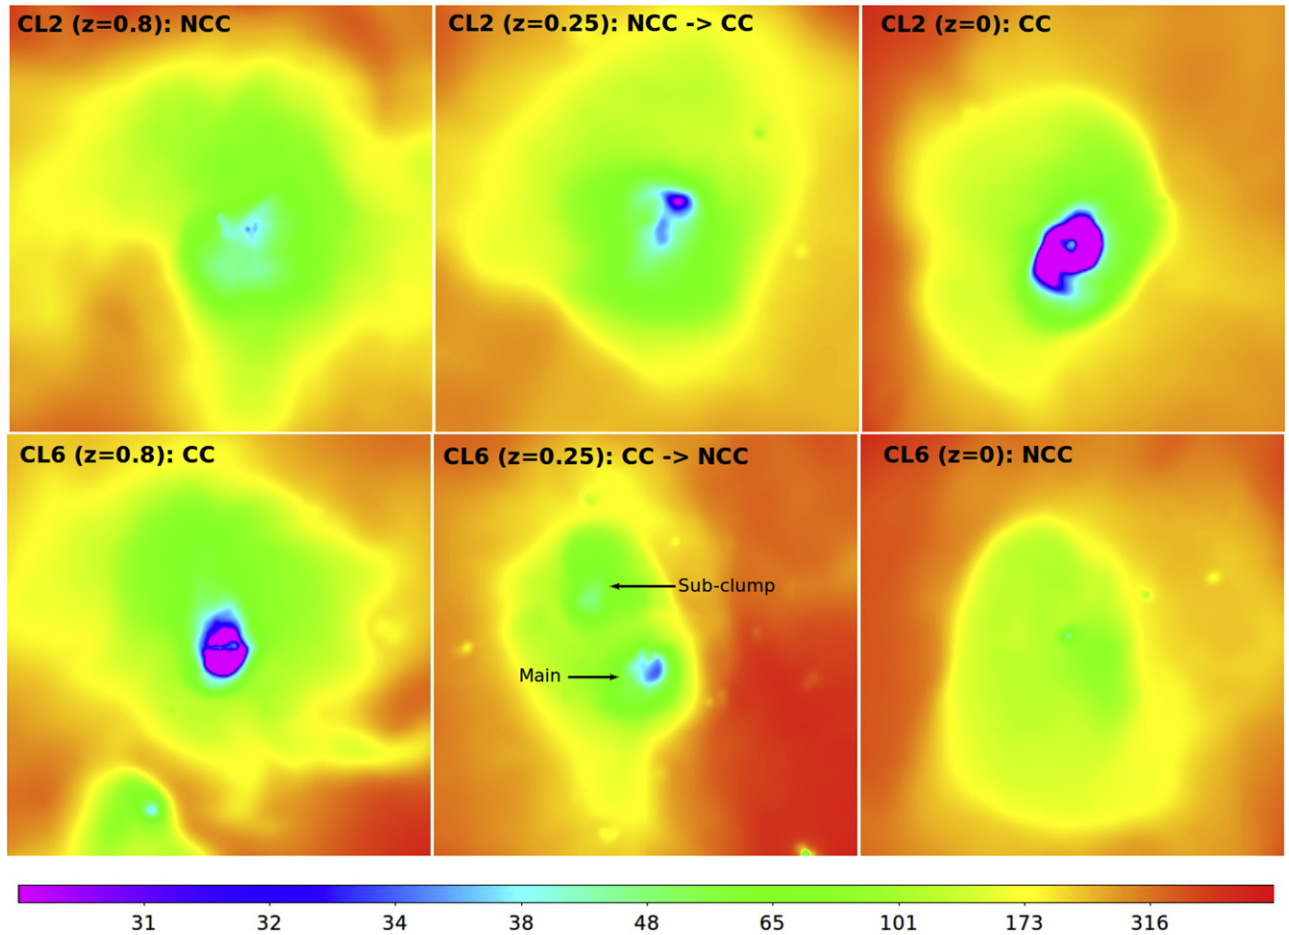 CL2 (z=0.8): NCC
CL2 (z=0.25): NCC -> CC
CL2 (z=0): CC
CL6 (z=0.8): CC
CL6 (z=0.25): CC -> NCC
CL6 (z=0): NCC
Sub-clump
Main
31 32 34 38 48 65 101 173 316